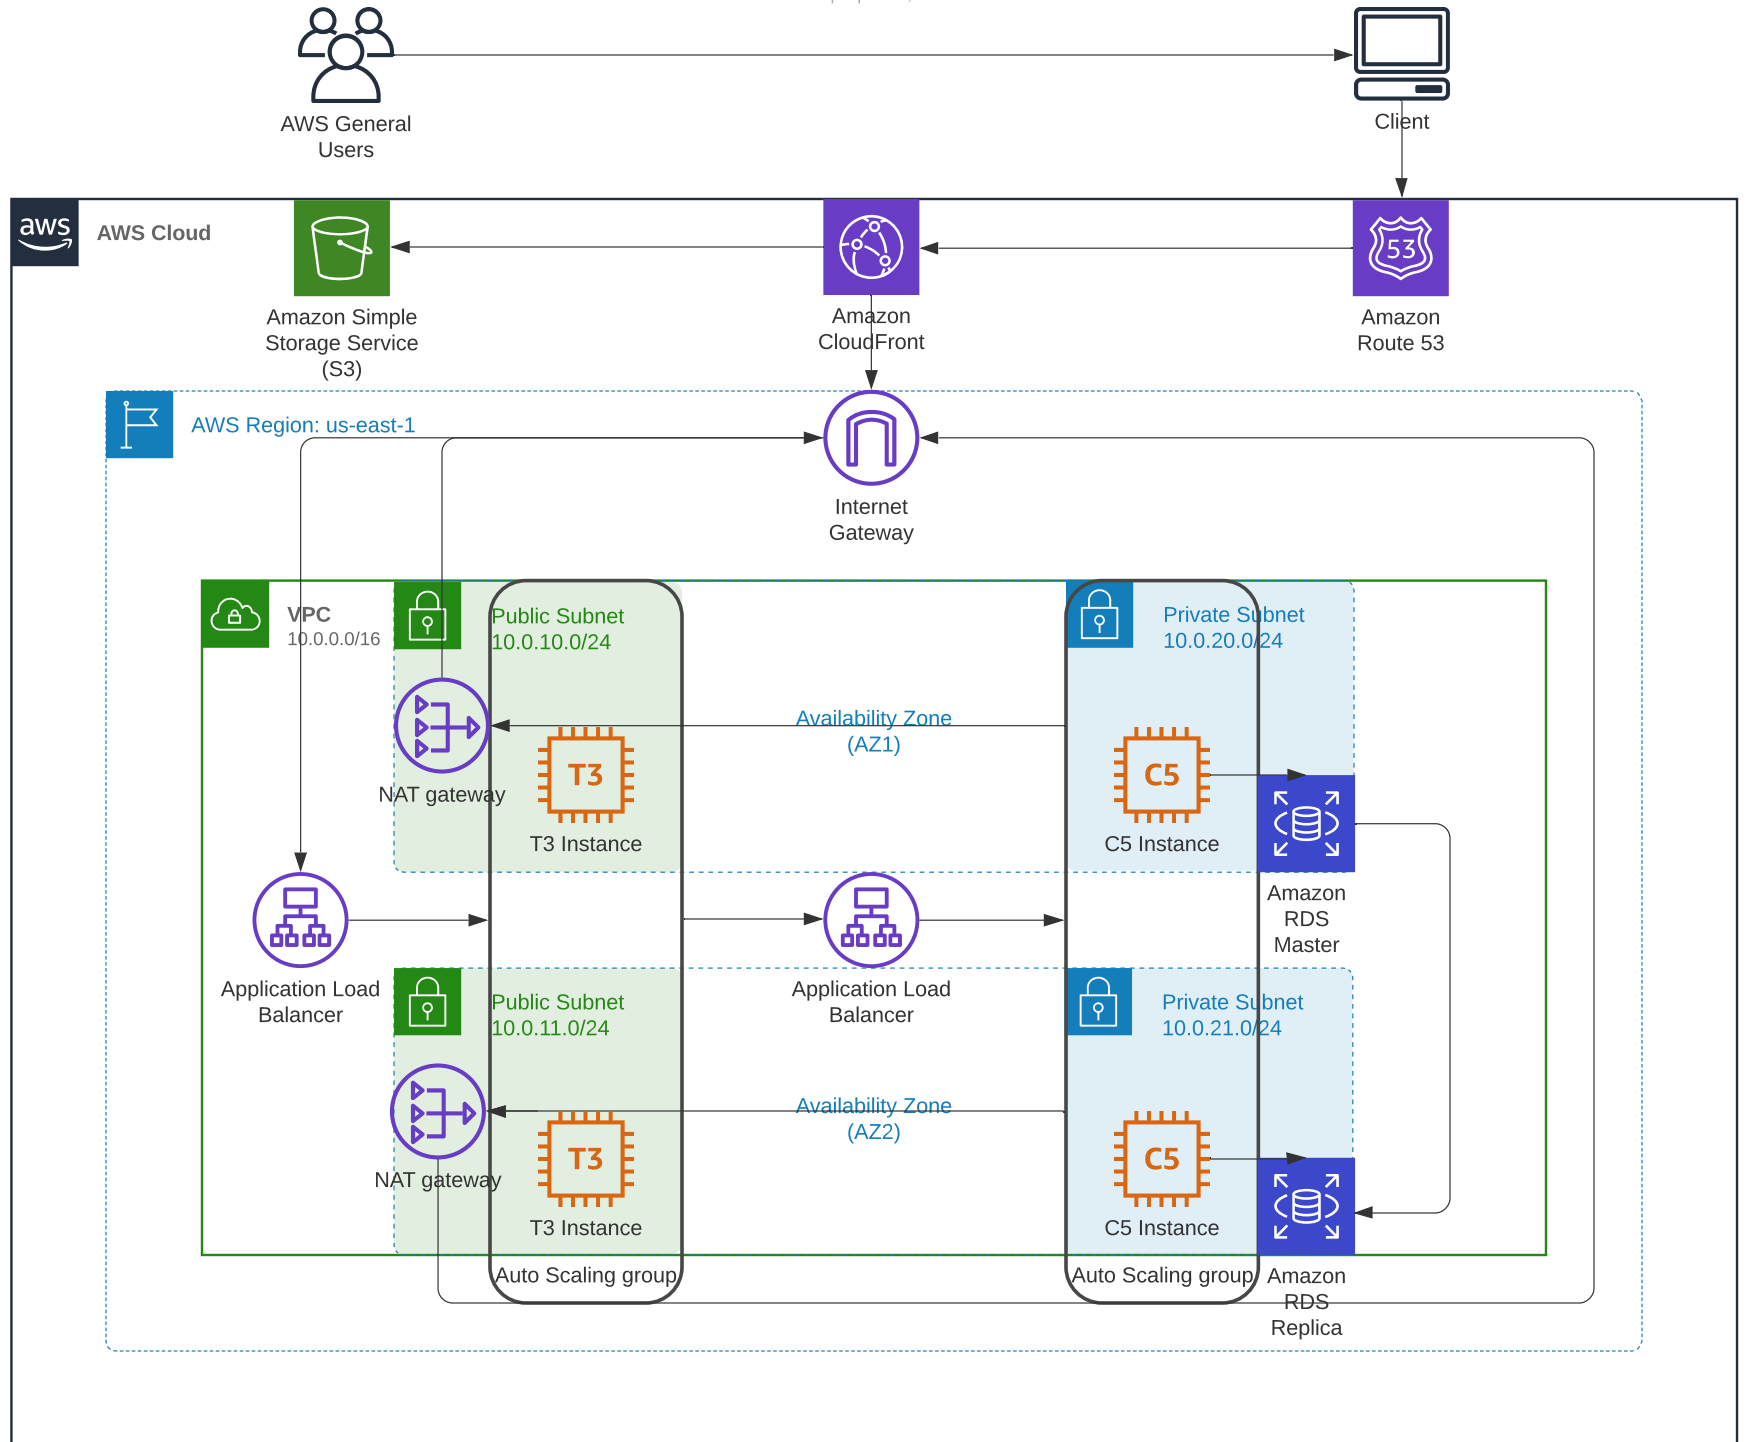 AWS General
Users
Client
aws
AWS Cloud
53
Amazon Simple
Storage Service
(S3)
Amazon
CloudFront
Amazon
Route 53
AWS Region: us-east-1
Internet
Gateway
VPC
10.0.0.0/16
Public Subnet
10.0.10.0/24
Private Subnet
10.0.20.0/24
Availability Zone
(AZ1)
T3
C5
NAT gateway
T3 Instance
C5 Instance
Amazon
RDS
Master
Application Load
Balancer
Application Load
Balancer
Public Subnet
10.0.11.0/24
Private Subnet
10.0.21.0/24
Availability Zone
(AZ2)
T3
C5
NAT gateway
T3 Instance
C5 Instance
Auto Scaling group
Auto Scaling group
Amazon
RDS
Replica